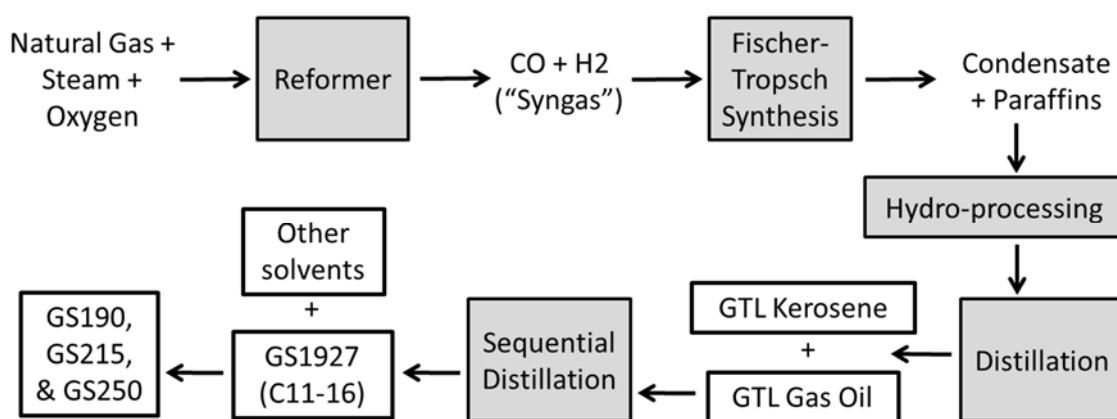 Natural Gas +
Steam +
Oxygen
Reformer
CO + H2
(“Syngas”)
Fischer-
Tropsch
Synthesis
Condensate
+ Paraffins
Hydro-processing
Distillation
GTL Kerosene
+
GTL Gas Oil
Sequential
Distillation
Other
solvents
+
GS1927
(C11-16)
GS190,
GS215,
& GS250